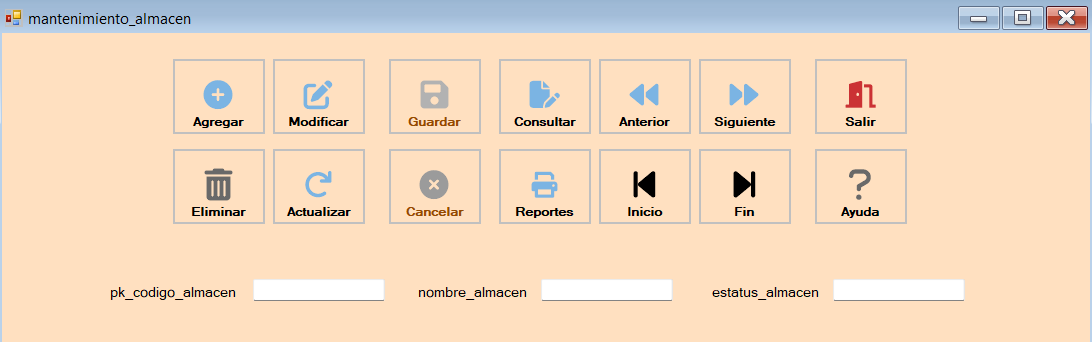 mantenimiento_almacen
Agregar Modificar Guardar Consultar Anterior Siguiente Salir
Eliminar Actualizar Cancelar Reportes Inicio Fin Ayuda
pk_codigo_almacen nombre_almacen estatus_almacen